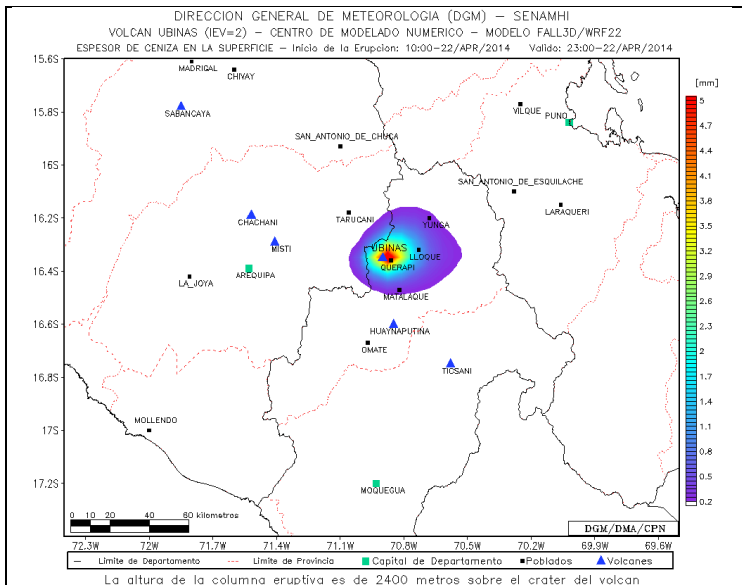 DIRECCION GENERAL DE METEOROLOGIA (DGM) – SENAMHI
VOLCAN UBINAS (IEV=2) – CENTRO DE MODELADO NUMERICO – MODELO FALL3D/WRF22
ESPESOR DE CENIZA EN LA SUPERFICIE – Inicio de la Erupcion: 10:00–22/APR/2014 Valido: 23:00–22/APR/2014
15.6S
MADRIGAL
CHIVAY
[mm]
5
4.7
4.4
4.1
3.8
3.5
3.2
2.9
2.6
2.3
2
1.7
1.4
1.1
0.8
0.5
0.2
SABANCAYA
VILQUE
PUNO
15.8S
SAN_ANTONIO_DE_CHUCA
16S
SAN_ANTONIO_DE_ESQUILACHE
LARAQUERI
16.2S
CHACHANI
TARUCANI
YUNGA
MISTI
UBINAS
LLOQUE
QUERAPI
16.4S
AREQUIPA
LA_JOYA
MATALAQUE
16.6S
HUAYNAPUTINA
OMATE
16.8S
TICSANI
MOLLENDO
17S
17.2S
MOQUEGUA
0 10 20 40 60 kilometros
DGM/DMA/CPN
72.3W 72W 71.7W 71.4W 71.1W 70.8W 70.5W 70.2W 69.9W 69.6W
Limite de Departamento Limite de Provincia Capital de Departamento Poblados Volcanes
La altura de la columna eruptiva es de 2400 metros sobre el crater del volcan